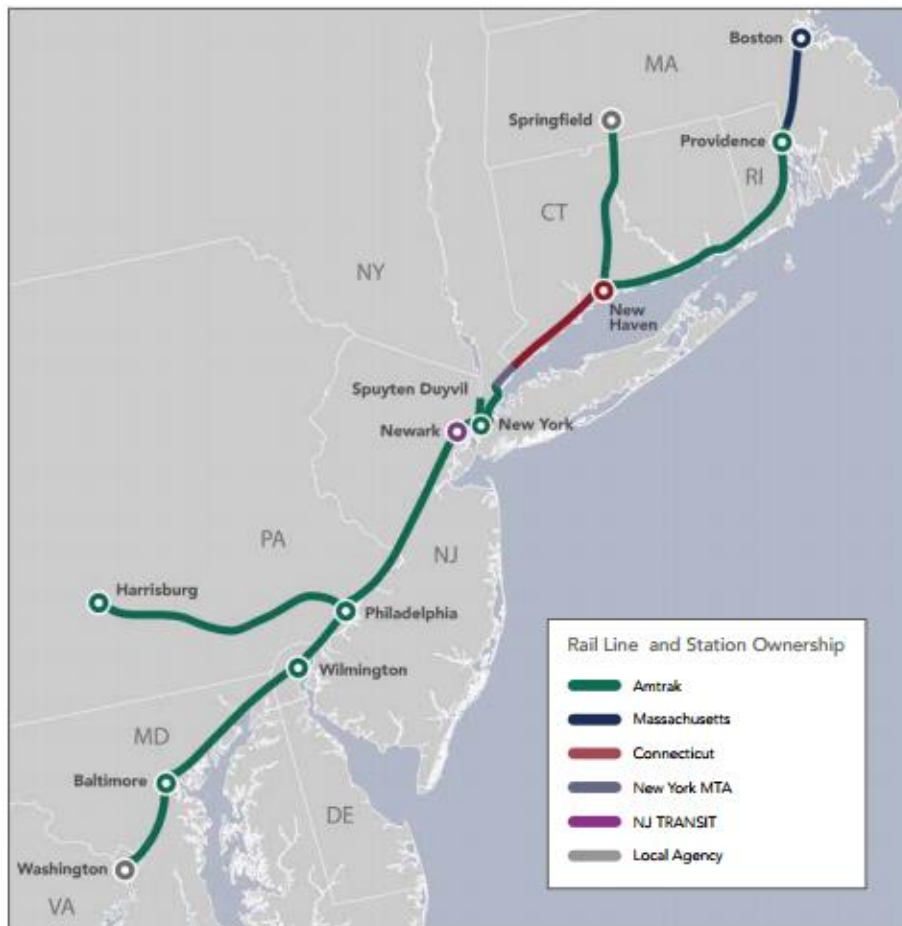 Boston
MA
Springfield
Providence
RI
CT
NY
New
Haven
Spuyten Duyvil
Newark
New York
PA
NJ
Harrisburg
Philadelphia
Wilmington
MD
Baltimore
DE
Washington
VA
Rail Line and Station Ownership
Amtrak
Massachusetts
Connecticut
New York MTA
NJ TRANSIT
Local Agency